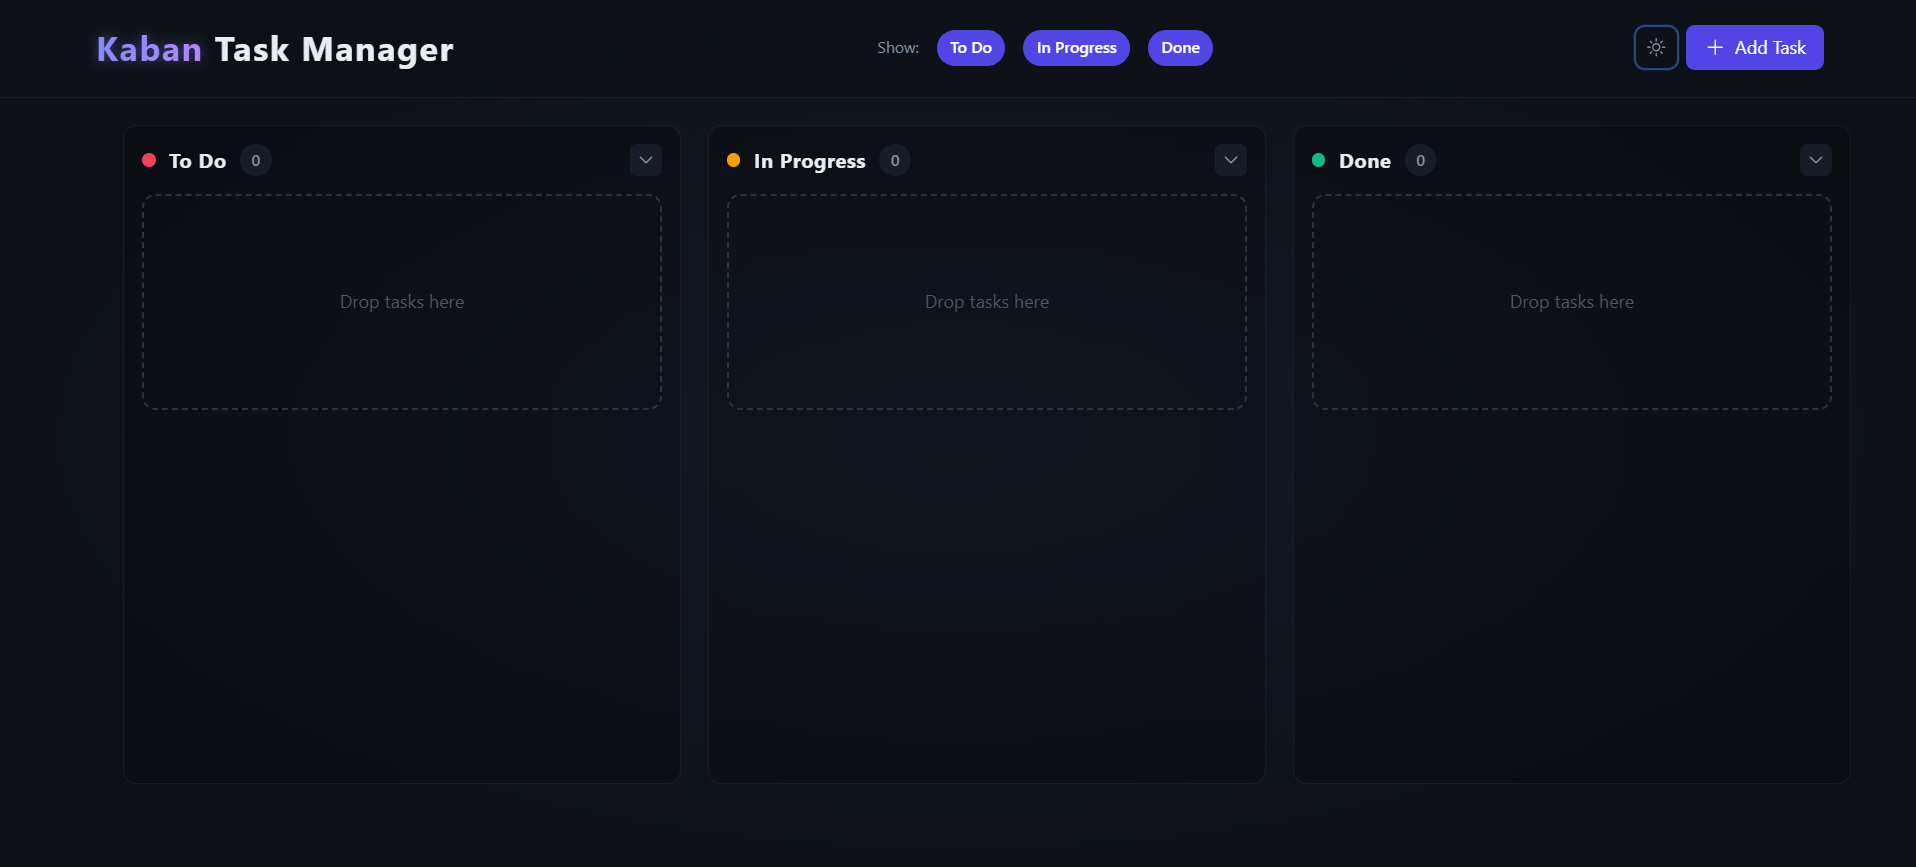 Kaban Task Manager
Show: To Do In Progress Done
Add Task
To Do 0
Drop tasks here
In Progress 0
Drop tasks here
Done 0
Drop tasks here